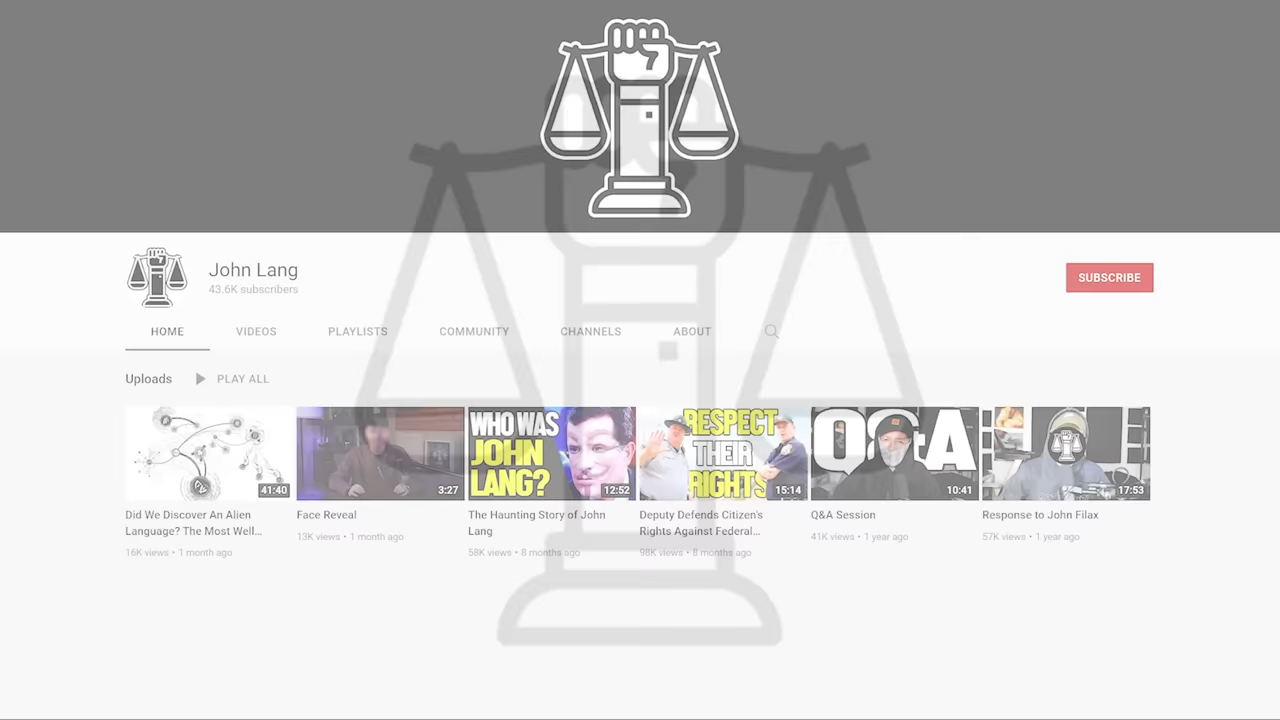 John Lang
43.6K subscribers
SUBSCRIBE
HOME VIDEOS PLAYLISTS COMMUNITY CHANNELS ABOUT
Uploads PLAY ALL
WHO WAS
JOHN
LANG?
RESPECT
THEIR
RIGHTS
Q&A
41:40 3:27 12:52 15:14 10:41 17:53
Did We Discover An Alien
Language? The Most Well...
16K views • 1 month ago
Face Reveal
13K views • 1 month ago
The Haunting Story of John
Lang
58K views • 8 months ago
Deputy Defends Citizen's
Rights Against Federal...
98K views • 8 months ago
Q&A Session
41K views • 1 year ago
Response to John Filax
57K views • 1 year ago